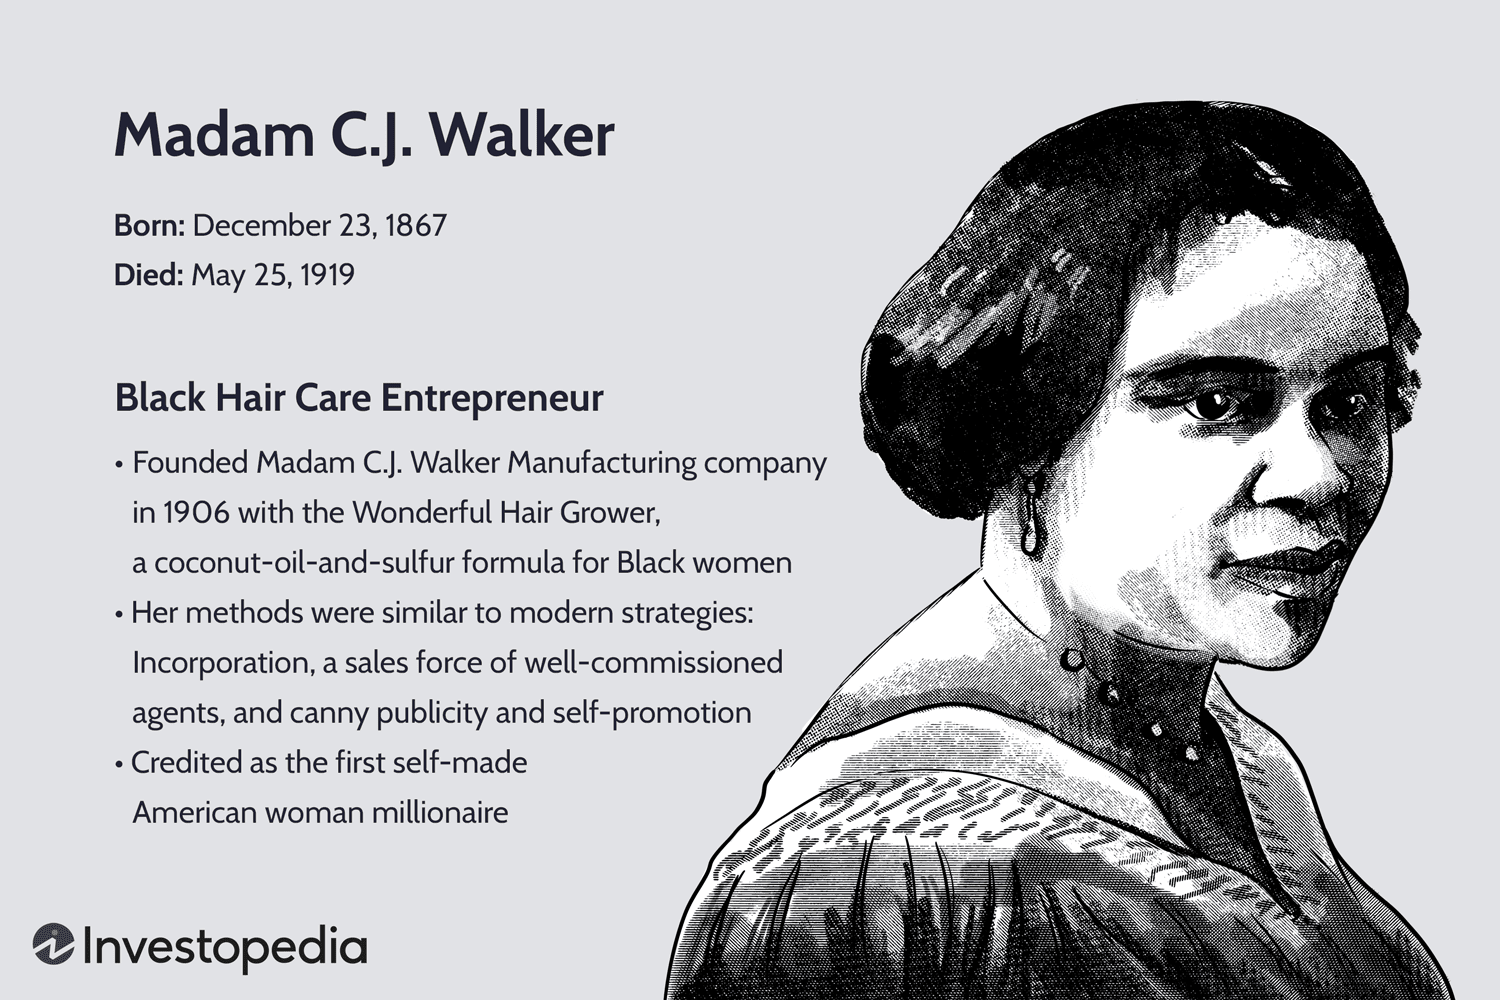 Madam C.J. Walker
Born: December 23, 1867
Died: May 25, 1919
Black Hair Care Entrepreneur
• Founded Madam C.J. Walker Manufacturing company
in 1906 with the Wonderful Hair Grower,
a coconut-oil-and-sulfur formula for Black women
• Her methods were similar to modern strategies:
Incorporation, a sales force of well-commissioned
agents, and canny publicity and self-promotion
• Credited as the first self-made
American woman millionaire
Investopedia